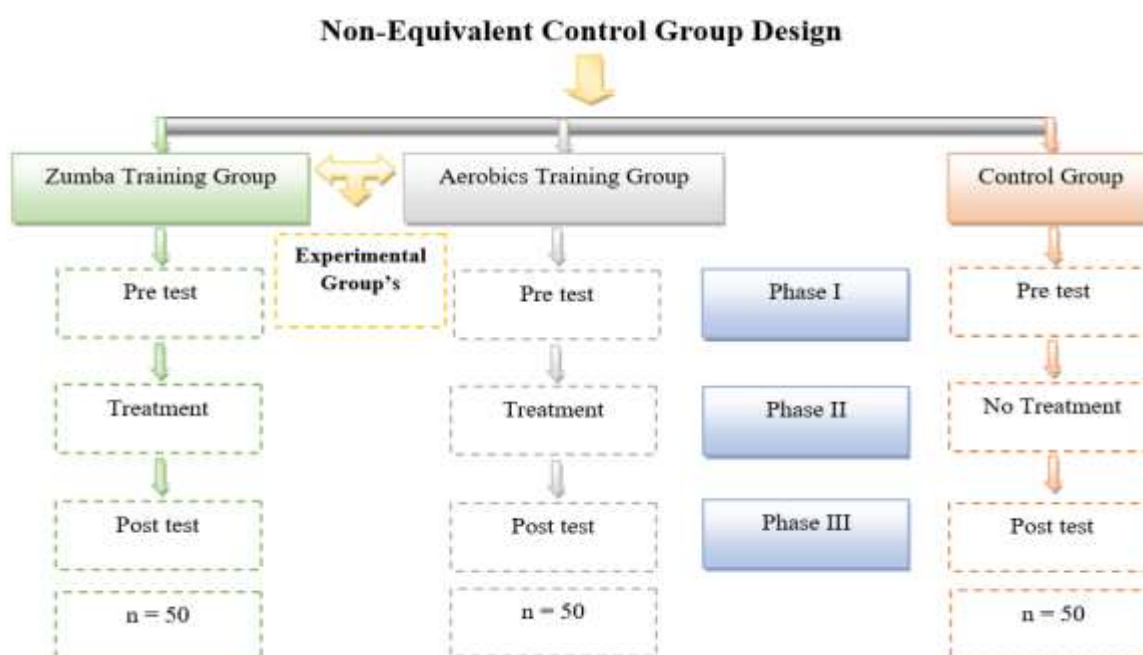 Non-Equivalent Control Group Design
Zumba Training Group
Aerobics Training Group
Control Group
Experimental
Group's
Pre test
Pre test
Phase I
Pre test
Treatment
Treatment
Phase II
No Treatment
Post test
Post test
Phase III
Post test
n = 50
n = 50
n = 50